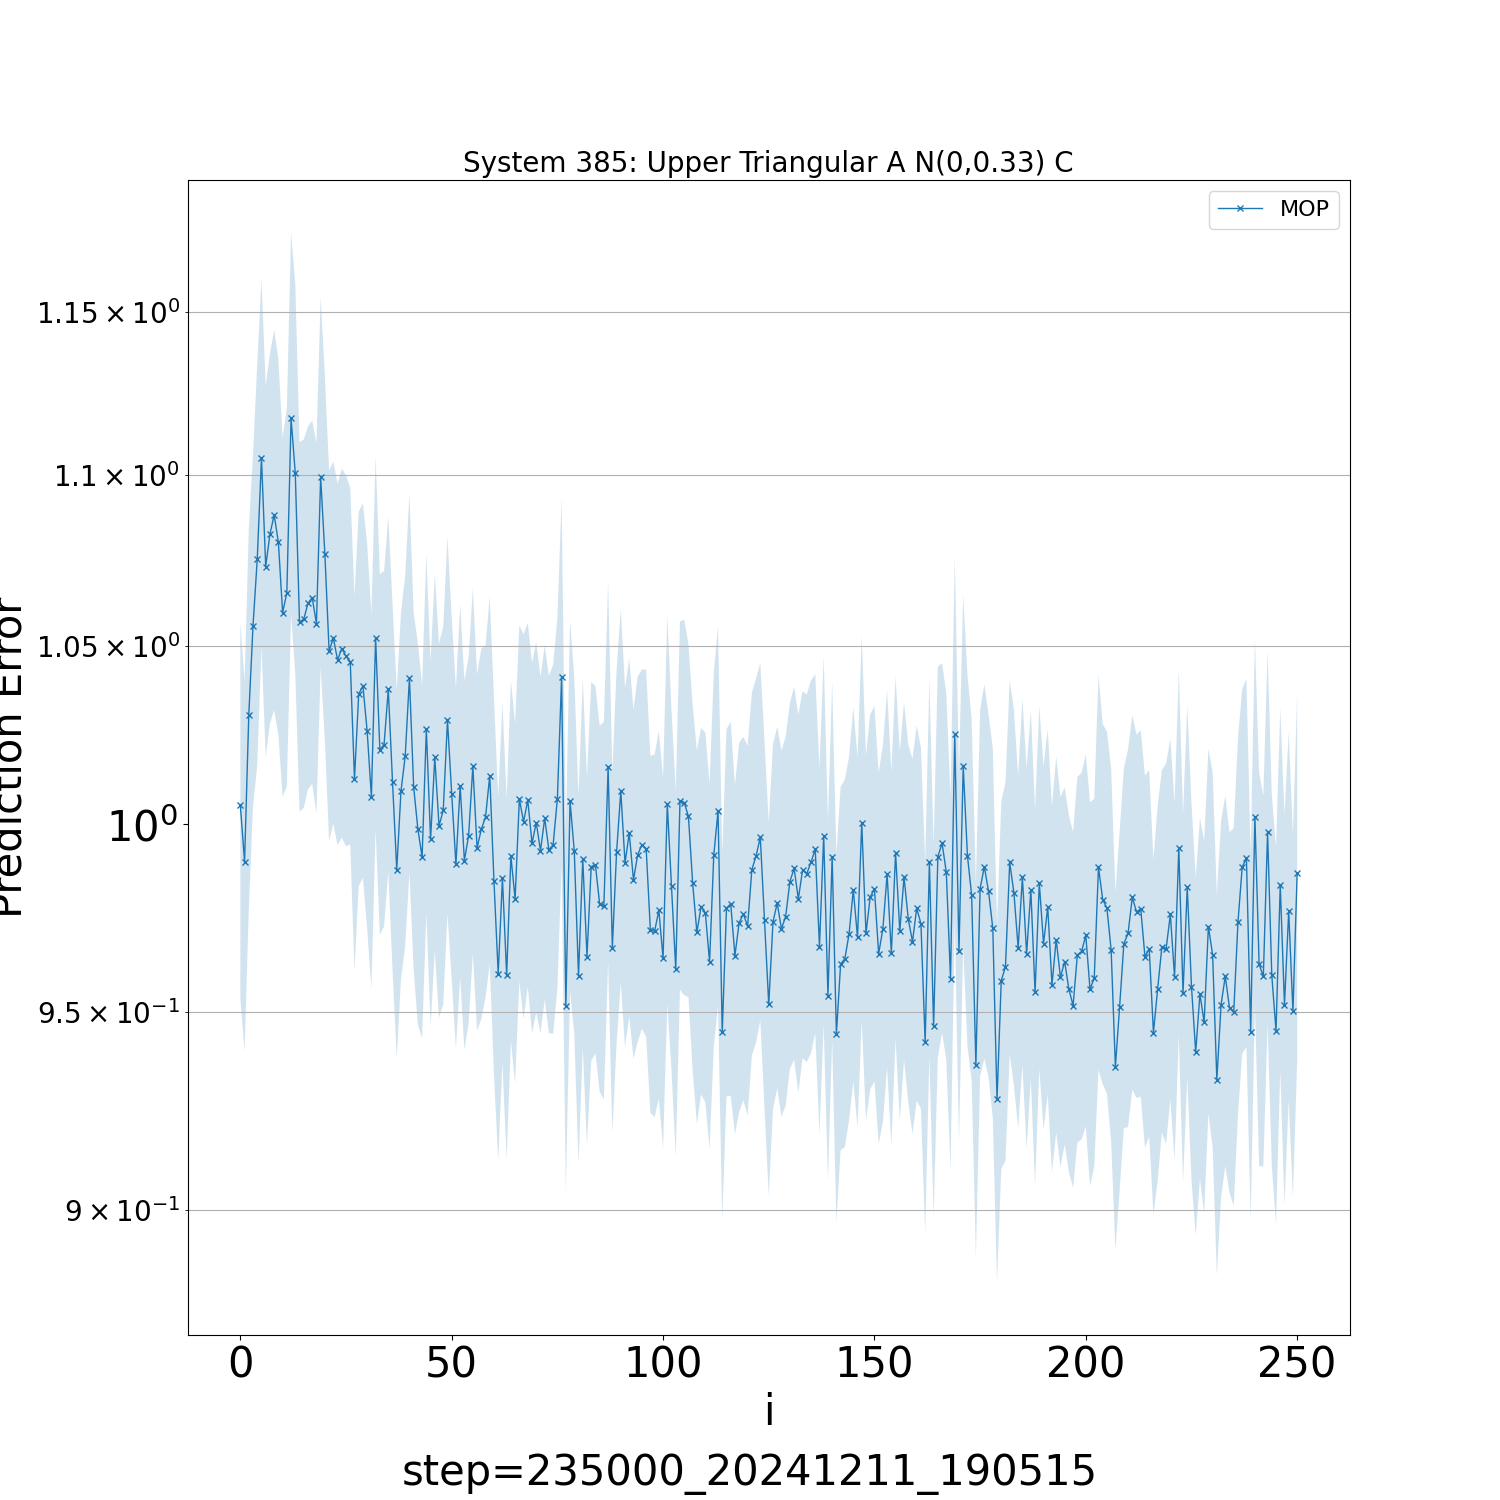 System 385: Upper Triangular A N(0,0.33) C
MOP
1.15 × 10⁰
1.1 × 10⁰
1.05 × 10⁰
10⁰
9.5 × 10⁻¹
9 × 10⁻¹
Prediction Error
0 50 100 150 200 250
i
step=235000_20241211_190515